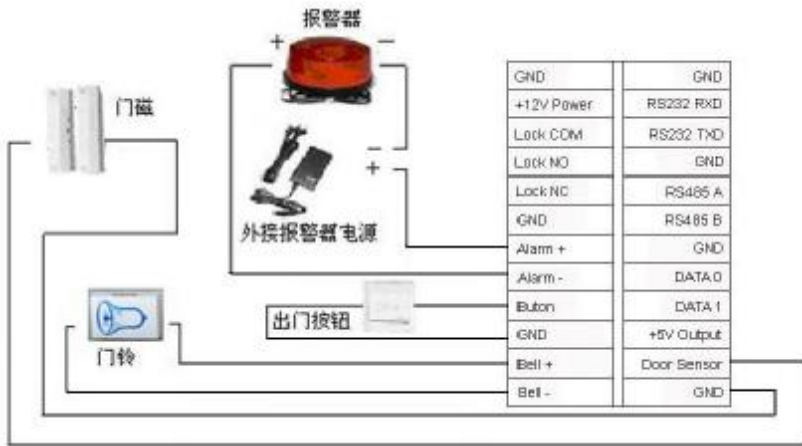 报警器
+ −
门磁
−
+
外接报警器电源
出门按钮
门铃
GND GND
+12V Power RS232 RXD
Lock COM RS232 TXD
Lock NO GND
Lock NC RS485 A
GND RS485 B
Alarm + GND
Alarm - DATA 0
Buton DATA 1
GND +5V Output
Bell + Door Sensor
Bell - GND